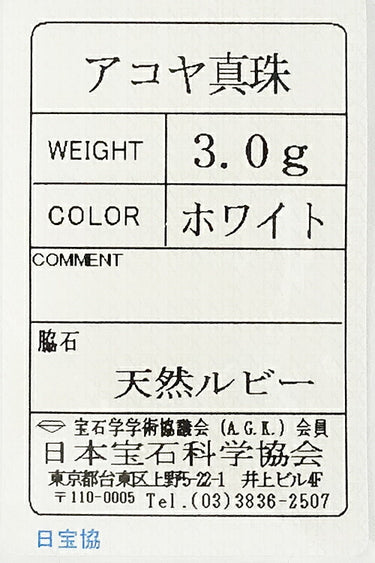 アコヤ真珠
WEIGHT 3.0g
COLOR ホワイト
COMMENT
脇石
天然ルビー
宝石学学術協議会 (A.G.K.) 会員
日本宝石科学協会
東京都台東区上野5-22-1 井上ビル4F
〒110-0005 Tel.(03)3836-2507
日宝協